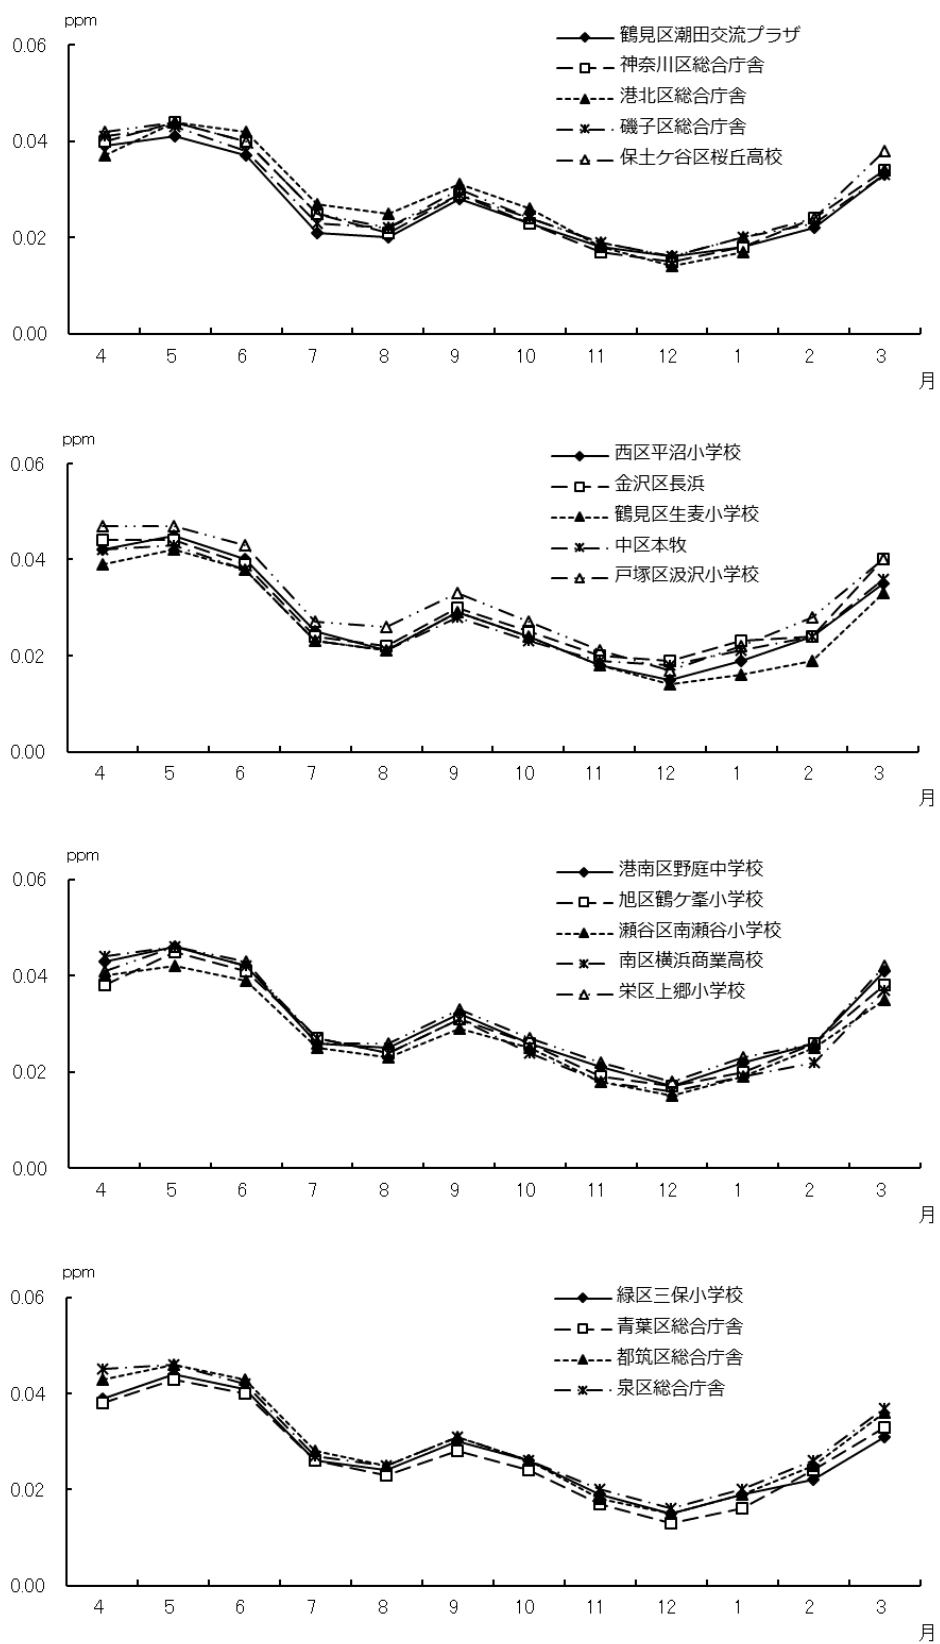 ppm
0.06
0.04
0.02
0.00
鶴見区潮田交流プラザ
神奈川区総合庁舎
港北区総合庁舎
磯子区総合庁舎
保土ケ谷区桜丘高校
4 5 6 7 8 9 10 11 12 1 2 3
月
ppm
0.06
0.04
0.02
0.00
西区平沼小学校
金沢区長浜
鶴見区生麦小学校
中区本牧
戸塚区汲沢小学校
4 5 6 7 8 9 10 11 12 1 2 3
月
ppm
0.06
0.04
0.02
0.00
港南区野庭中学校
旭区鶴ケ峯小学校
瀬谷区南瀬谷小学校
南区横浜商業高校
栄区上郷小学校
4 5 6 7 8 9 10 11 12 1 2 3
月
ppm
0.06
0.04
0.02
0.00
緑区三保小学校
青葉区総合庁舎
都筑区総合庁舎
泉区総合庁舎
4 5 6 7 8 9 10 11 12 1 2 3
月